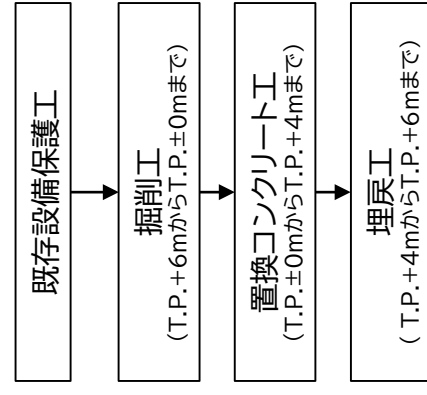 既存設備保護工
掘削工
(T.P.+6mからT.P.±0mまで)
置換コンクリート工
(T.P.±0mからT.P.+4mまで)
埋戻工
( T.P.+4mからT.P.+6mまで)